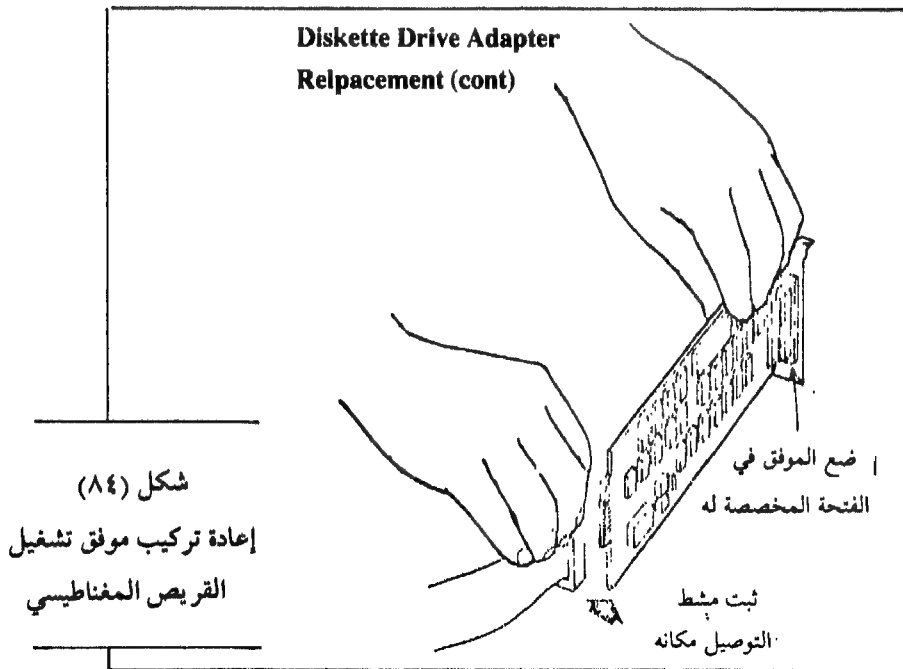 Diskette Drive Adapter
Relpacement (cont)
ضع الموفق في
الفتحة المخصصة له
ثبت مشط
التوصيل مكانه
شكل (٨٤)
إعادة تركيب موفق تشغيل
القريص المغناطيسي